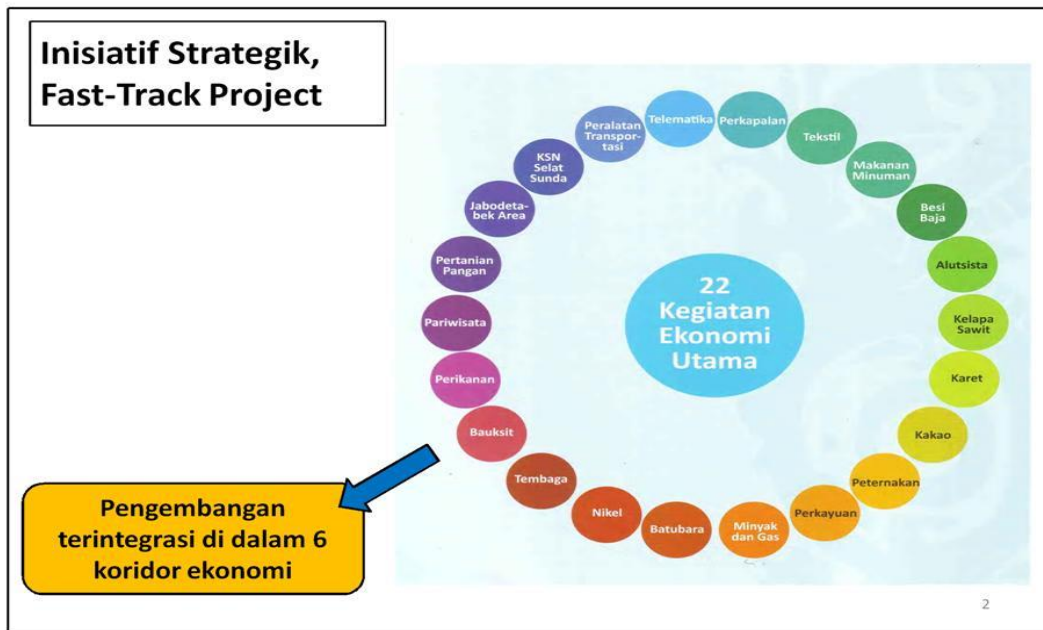 Inisiatif Strategik,
Fast-Track Project
Telematika
Perkapalan
Tekstil
Makanan
Minuman
Besi
Baja
Alutsista
Kelapa
Sawit
Karet
Kakao
Peternakan
Perkayuan
Minyak
dan Gas
Batubara
Nikel
Tembaga
Bauksit
Perikanan
Pariwisata
Pertanian
Pangan
Jabodeta-
bek Area
KSN
Selat
Sunda
Peralatan
Transpor-
tasi
22
Kegiatan
Ekonomi
Utama
Pengembangan
terintegrasi di dalam 6
koridor ekonomi
2